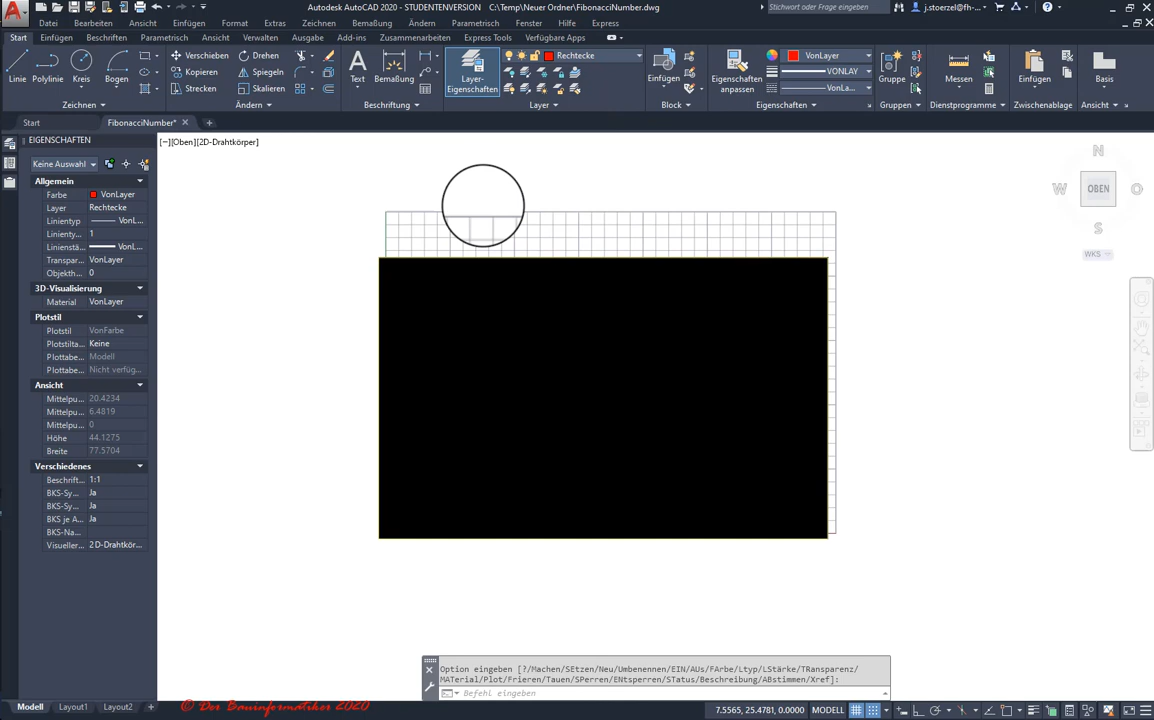 Autodesk AutoCAD 2020 - STUDENTENVERSION C:\Temp\Neuer Ordner\FibonacciNumber.dwg
Stichwort oder Frage eingeben
j.stoerzel@fh-...
Datei Bearbeiten Ansicht Einfügen Format Extras Zeichnen Bemaßung Ändern Parametrisch Fenster Hilfe Express
Start Einfügen Beschriften Parametrisch Ansicht Verwalten Ausgabe Add-ins Zusammenarbeiten Express Tools Verfügbare Apps
Linie Polylinie Kreis Bogen
Verschieben Drehen
Kopieren Spiegeln
Strecken Skalieren
Text Bemaßung
Layer-Eigenschaften
Rechtecke
Einfügen
Eigenschaften anpassen
VonLayer
VONLAY
VonLa...
Gruppe Messen Einfügen Basis
Zeichnen Ändern Beschriftung Layer Block Eigenschaften Gruppen Dienstprogramme Zwischenablage Ansicht
Start FibonacciNumber*
EIGENSCHAFTEN
[−][Oben][2D-Drahtkörper]
Keine Auswahl
Allgemein
Farbe VonLayer
Layer Rechtecke
Linientyp VonL...
Linienty... 1
Linienstä... VonL...
Transpar... VonLayer
Objekth... 0
3D-Visualisierung
Material VonLayer
Plotstil
Plotstil VonFarbe
Plotstilta... Keine
Plottabe... Modell
Plottabe... Nicht verfüg...
Ansicht
Mittelpu... 20.4234
Mittelpu... 6.4819
Mittelpu... 0
Höhe 44.1275
Breite 77.5704
Verschiedenes
Beschrift... 1:1
BKS-Sy... Ja
BKS-Sy... Ja
BKS je A... Ja
BKS-Na...
Visueller... 2D-Drahtkör...
N
W OBEN O
S
WKS
Option eingeben [?/Machen/SEtzen/Neu/Umbenennen/EIN/AUs/FArbe/Ltyp/LStärke/TRansparenz/
MATerial/Plot/Frieren/Tauen/SPerren/ENtsperren/STatus/Beschreibung/ABstimmen/Xref]:
Befehl eingeben
Modell Layout1 Layout2 +
© Der Bauinformatiker 2020
7.5565, 25.4781, 0.0000 MODELL